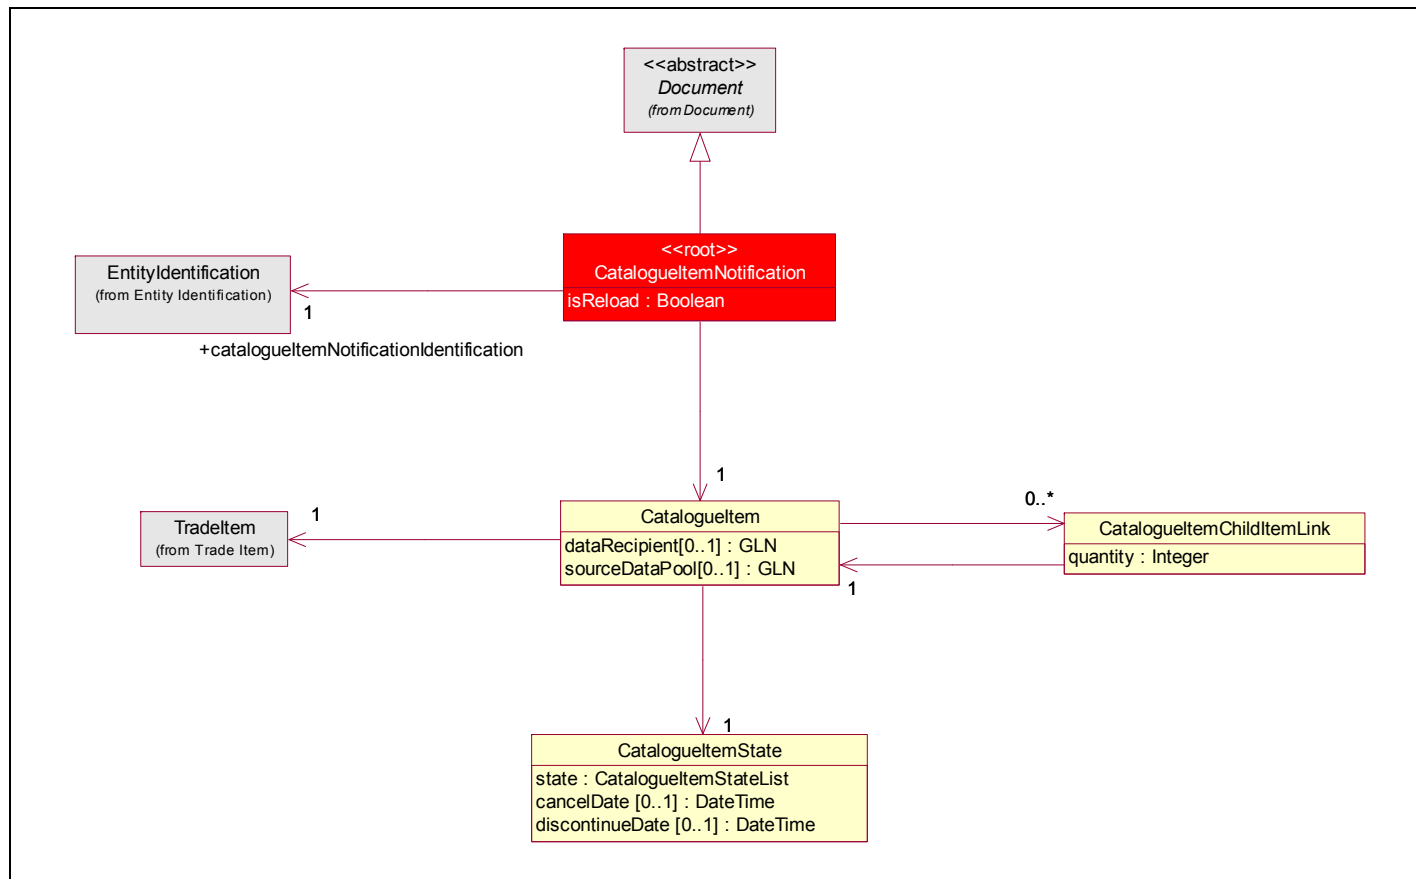 <<abstract>>
Document
(from Document)
<<root>>
CatalogueItemNotification
isReload : Boolean
EntityIdentification
(from Entity Identification)
1
+catalogueItemNotificationIdentification
1
CatalogueItem
dataRecipient[0..1] : GLN
sourceDataPool[0..1] : GLN
1
TradeItem
(from Trade Item)
0..*
CatalogueItemChildItemLink
quantity : Integer
1
1
CatalogueItemState
state : CatalogueItemStateList
cancelDate [0..1] : DateTime
discontinueDate [0..1] : DateTime